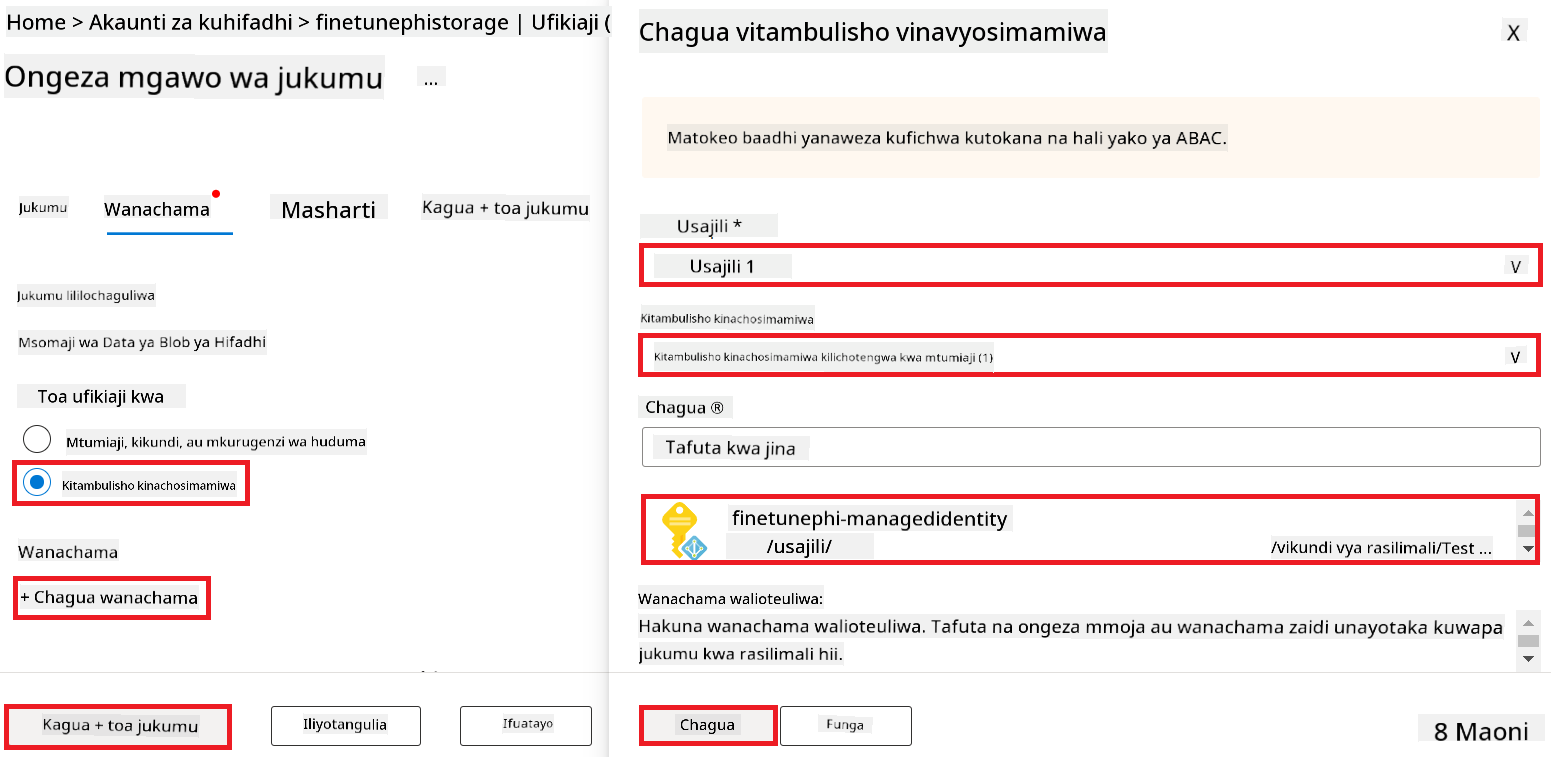 Home > Akaunti za kuhifadhi > finetunephistorage | Ufikiaji (
Ongeza mgawo wa jukumu ...
Jukumu Wanachama Masharti Kagua + toa jukumu
Jukumu lililochaguliwa
Msomaji wa Data ya Blob ya Hifadhi
Toa ufikiaji kwa
Mtumiaji, kikundi, au mkurugenzi wa huduma
Kitambulisho kinachosimamiwa
Wanachama
+ Chagua wanachama
Kagua + toa jukumu Iliyotangulia Ifuatayo
Chagua vitambulisho vinavyosimamiwa X
Matokeo baadhi yanaweza kufichwa kutokana na hali yako ya ABAC.
Usajili *
Usajili 1 V
Kitambulisho kinachosimamiwa
Kitambulisho kinachosimamiwa kilichotengwa kwa mtumiaji (1) V
Chagua ®
Tafuta kwa jina
finetunephi-managedidentity
/usajili/ /vikundi vya rasilimali/Test ...
Wanachama walioteuliwa:
Hakuna wanachama walioteuliwa. Tafuta na ongeza mmoja au wanachama zaidi unayotaka kuwapa
jukumu kwa rasilimali hii.
Chagua Funga 8 Maoni